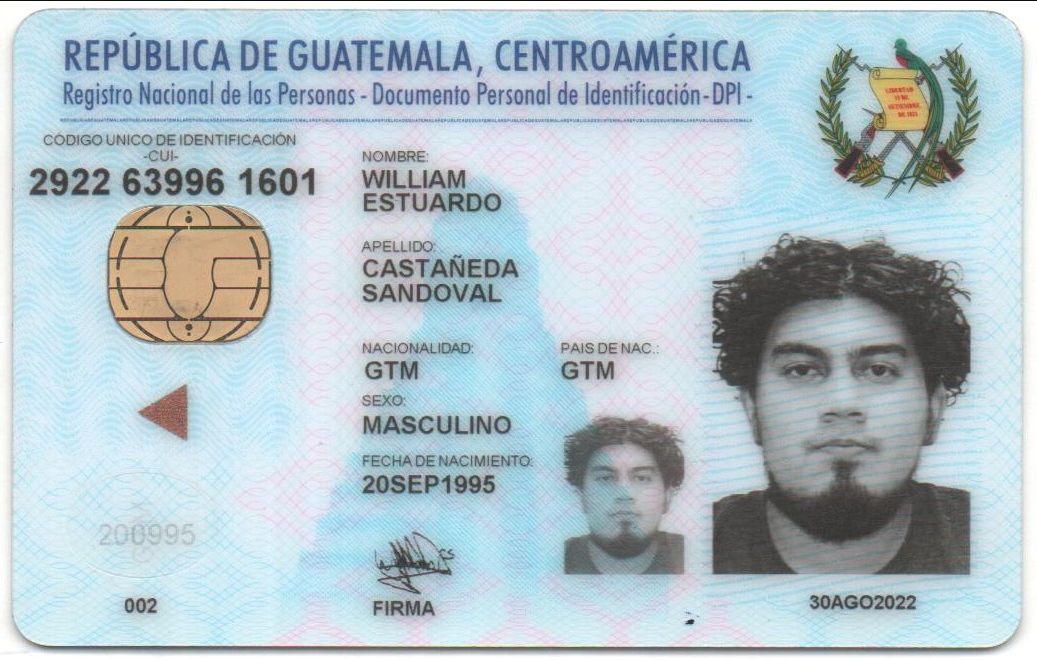 REPÚBLICA DE GUATEMALA, CENTROAMÉRICA
Registro Nacional de las Personas - Documento Personal de Identificación - DPI -
CÓDIGO UNICO DE IDENTIFICACIÓN
-CUI-
2922 63996 1601
NOMBRE:
WILLIAM
ESTUARDO
APELLIDO:
CASTAÑEDA
SANDOVAL
NACIONALIDAD:
GTM
PAIS DE NAC.:
GTM
SEXO:
MASCULINO
FECHA DE NACIMIENTO:
20SEP1995
200995
002
FIRMA
30AGO2022
LIBERTAD
15 DE
SETIEMBRE
DE 1821